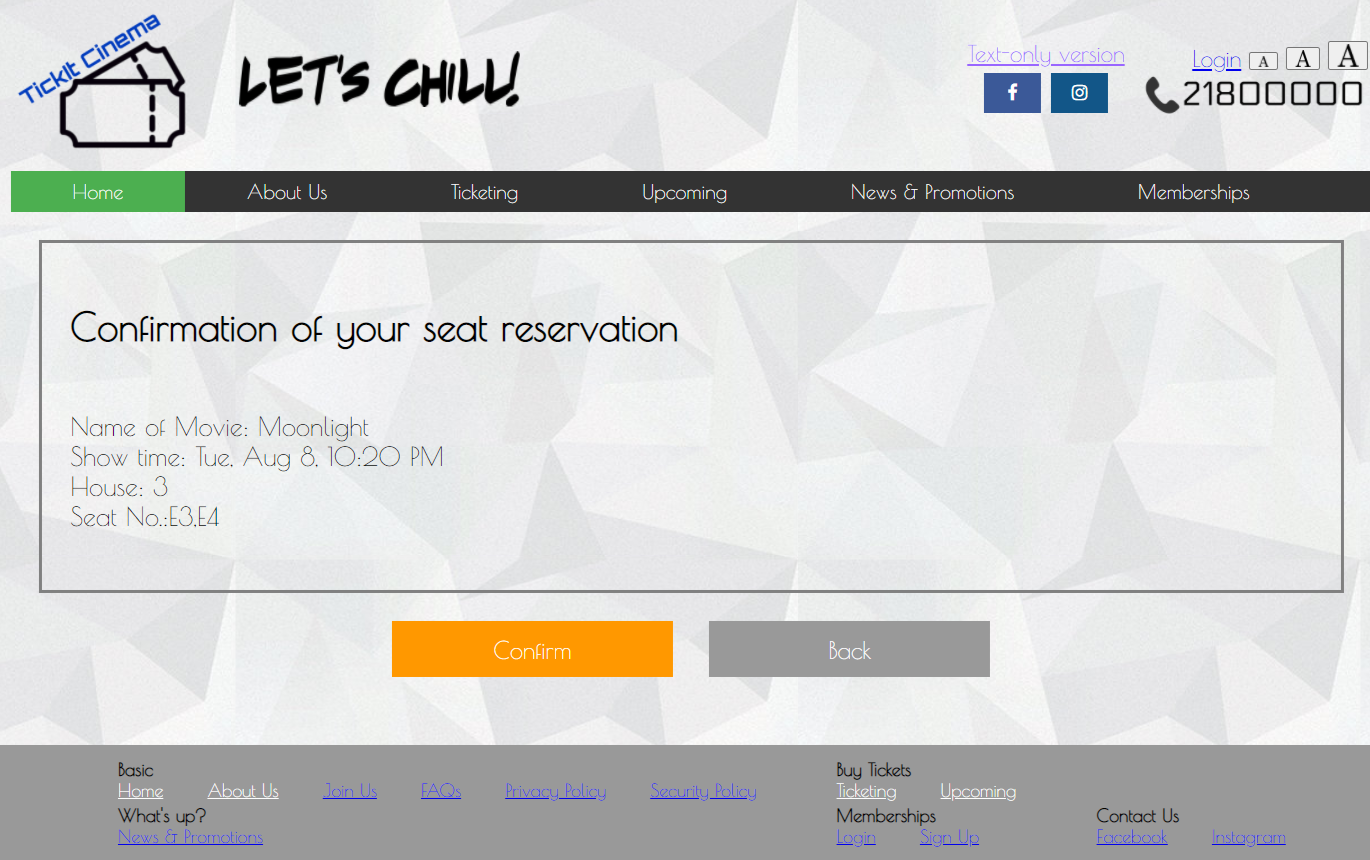 TickIt Cinema
LET'S CHILL!
Text-only version
Login A A A
21800000
Home About Us Ticketing Upcoming News & Promotions Memberships
Confirmation of your seat reservation
Name of Movie: Moonlight
Show time: Tue, Aug 8, 10:20 PM
House: 3
Seat No.:E3,E4
Confirm Back
Basic Buy Tickets
Home About Us Join Us FAQs Privacy Policy Security Policy Ticketing Upcoming
What's up? Memberships Contact Us
News & Promotions Login Sign Up Facebook Instagram